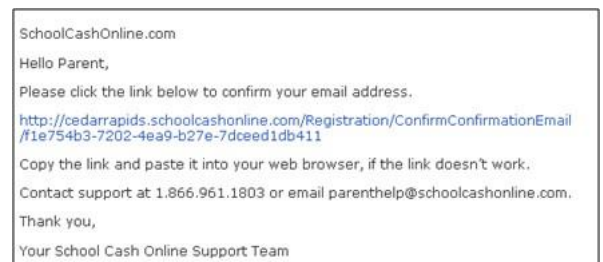 SchoolCashOnline.com
Hello Parent,
Please click the link below to confirm your email address.
http://cedarrapids.schoolcashonline.com/Registration/ConfirmConfirmationEmail
/f1e754b3-7202-4ea9-b27e-7dceed1db411
Copy the link and paste it into your web browser, if the link doesn't work.
Contact support at 1.866.961.1803 or email parenthelp@schoolcashonline.com.
Thank you,
Your School Cash Online Support Team